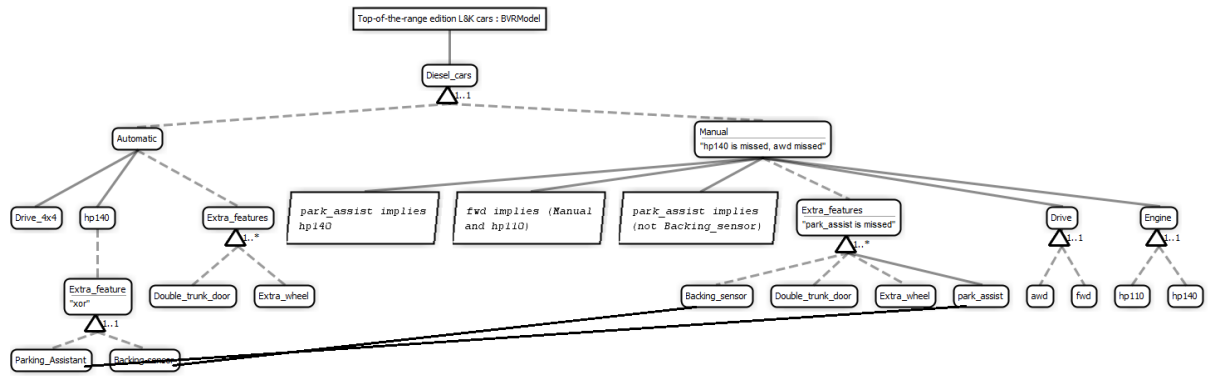 Top-of-the-range edition L&K cars : BVRModel
Diesel_cars
1..1
Automatic
Manual
"hp140 is missed, awd missed"
Drive_4x4
hp140
Extra_features
1..*
park_assist implies
hp140
fwd implies (Manual
and hp110)
park_assist implies
(not Backing_sensor)
Extra_features
"park_assist is missed"
1..*
Drive
1..1
Engine
1..1
Extra_feature
"xor"
1..1
Double_trunk_door
Extra_wheel
Backing_sensor
Double_trunk_door
Extra_wheel
park_assist
awd
fwd
hp110
hp140
Parking_Assistant
Backing_sensor